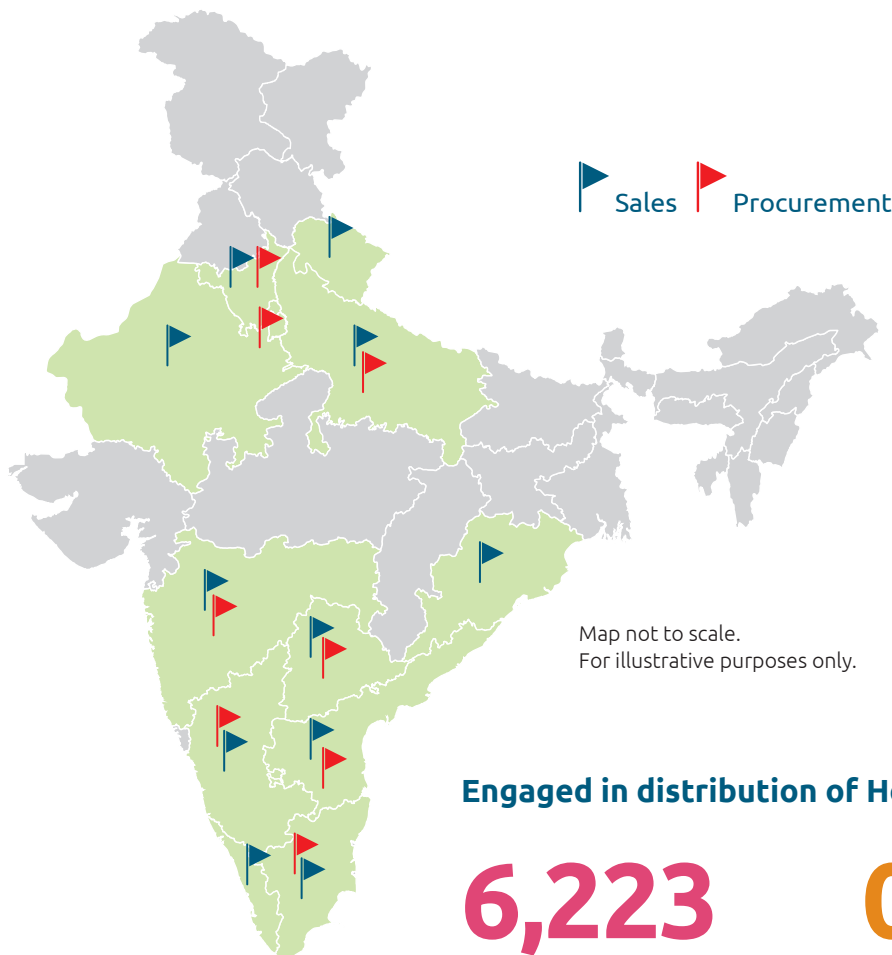 Sales Procurement
Map not to scale.
For illustrative purposes only.
Engaged in distribution of H
6,223